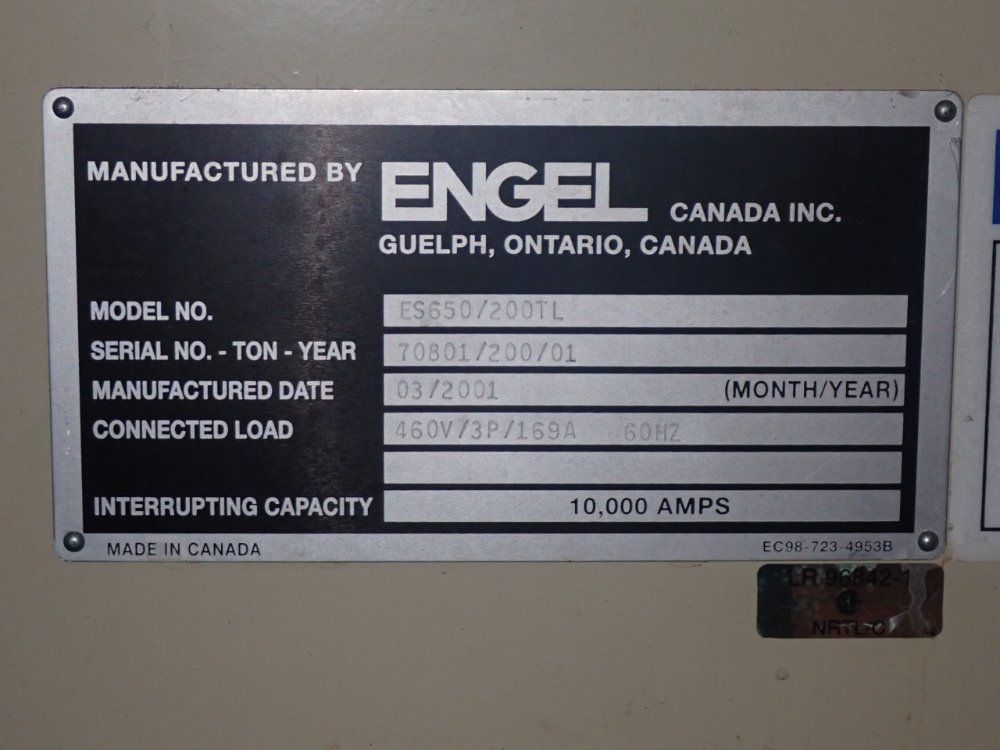 MANUFACTURED BY ENGEL CANADA INC.
GUELPH, ONTARIO, CANADA
MODEL NO. ES650/200TL
SERIAL NO. - TON - YEAR 70801/200/01
MANUFACTURED DATE 03/2001 (MONTH/YEAR)
CONNECTED LOAD 460V/3P/169A 60HZ
INTERRUPTING CAPACITY 10,000 AMPS
MADE IN CANADA EC98-723-4953B
LR 96842-1
NRTL/C